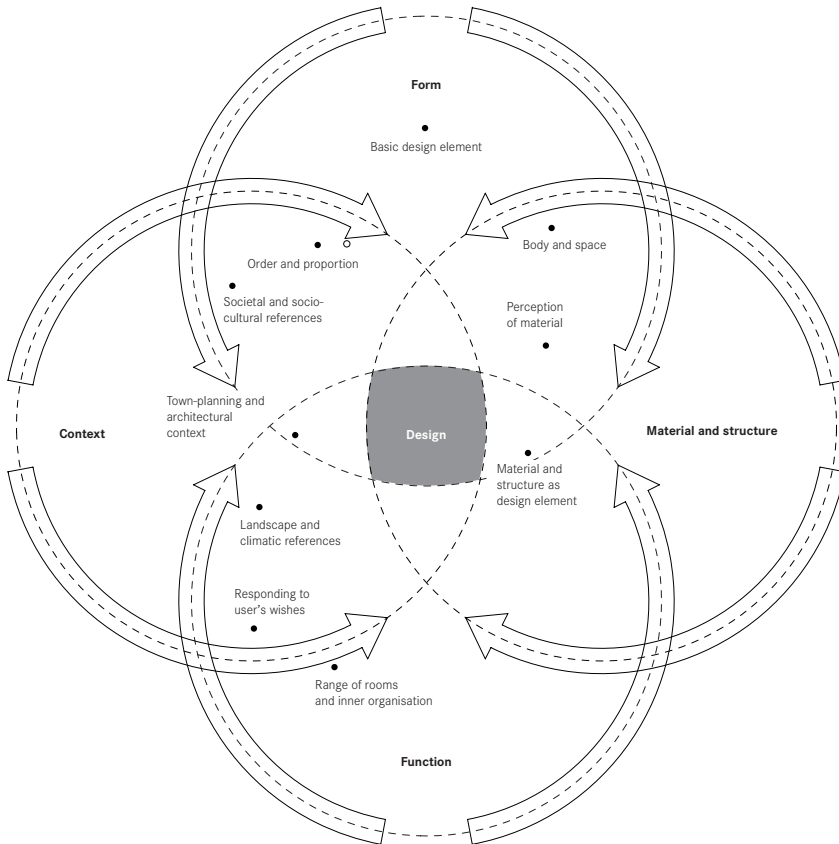 Form
Basic design element
Body and space
Order and proportion
Societal and socio-
cultural references
Perception
of material
Town-planning and
architectural
context
Context
Design
Material and structure
Material and
structure as
design element
Landscape and
climatic references
Responding to
user's wishes
Range of rooms
and inner organisation
Function